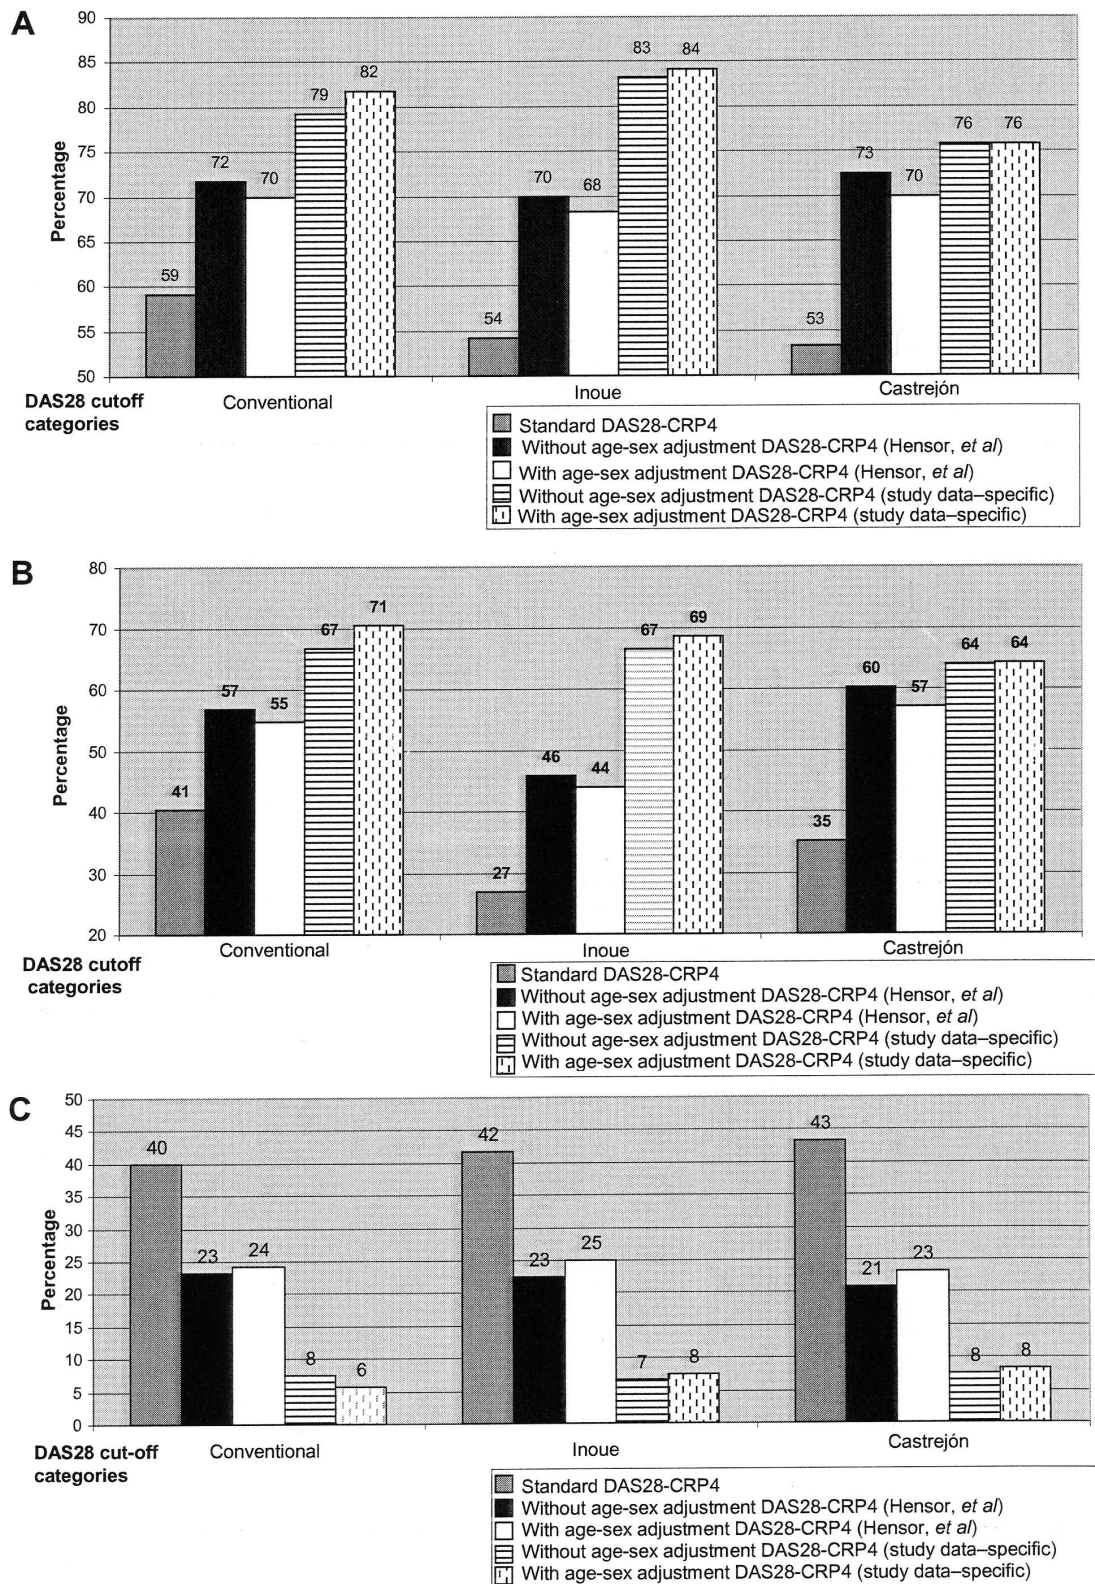 A
90
85
80
75
70
65
60
55
50
Percentage
59
72
70
79
82
54
70
68
83
84
53
73
70
76
76
DAS28 cutoff
categories
Conventional
Inoue
Castrejón
Standard DAS28-CRP4
Without age-sex adjustment DAS28-CRP4 (Hensor, et al)
With age-sex adjustment DAS28-CRP4 (Hensor, et al)
Without age-sex adjustment DAS28-CRP4 (study data–specific)
With age-sex adjustment DAS28-CRP4 (study data–specific)
B
80
70
60
50
40
30
20
Percentage
41
57
55
67
71
27
46
44
67
69
35
60
57
64
64
DAS28 cutoff
categories
Conventional
Inoue
Castrejón
Standard DAS28-CRP4
Without age-sex adjustment DAS28-CRP4 (Hensor, et al)
With age-sex adjustment DAS28-CRP4 (Hensor, et al)
Without age-sex adjustment DAS28-CRP4 (study data–specific)
With age-sex adjustment DAS28-CRP4 (study data–specific)
C
50
45
40
35
30
25
20
15
10
5
0
Percentage
40
23
24
8
6
42
23
25
7
8
43
21
23
8
8
DAS28 cut-off
categories
Conventional
Inoue
Castrejón
Standard DAS28-CRP4
Without age-sex adjustment DAS28-CRP4 (Hensor, et al)
With age-sex adjustment DAS28-CRP4 (Hensor, et al)
Without age-sex adjustment DAS28-CRP4 (study data–specific)
With age-sex adjustment DAS28-CRP4 (study data–specific)